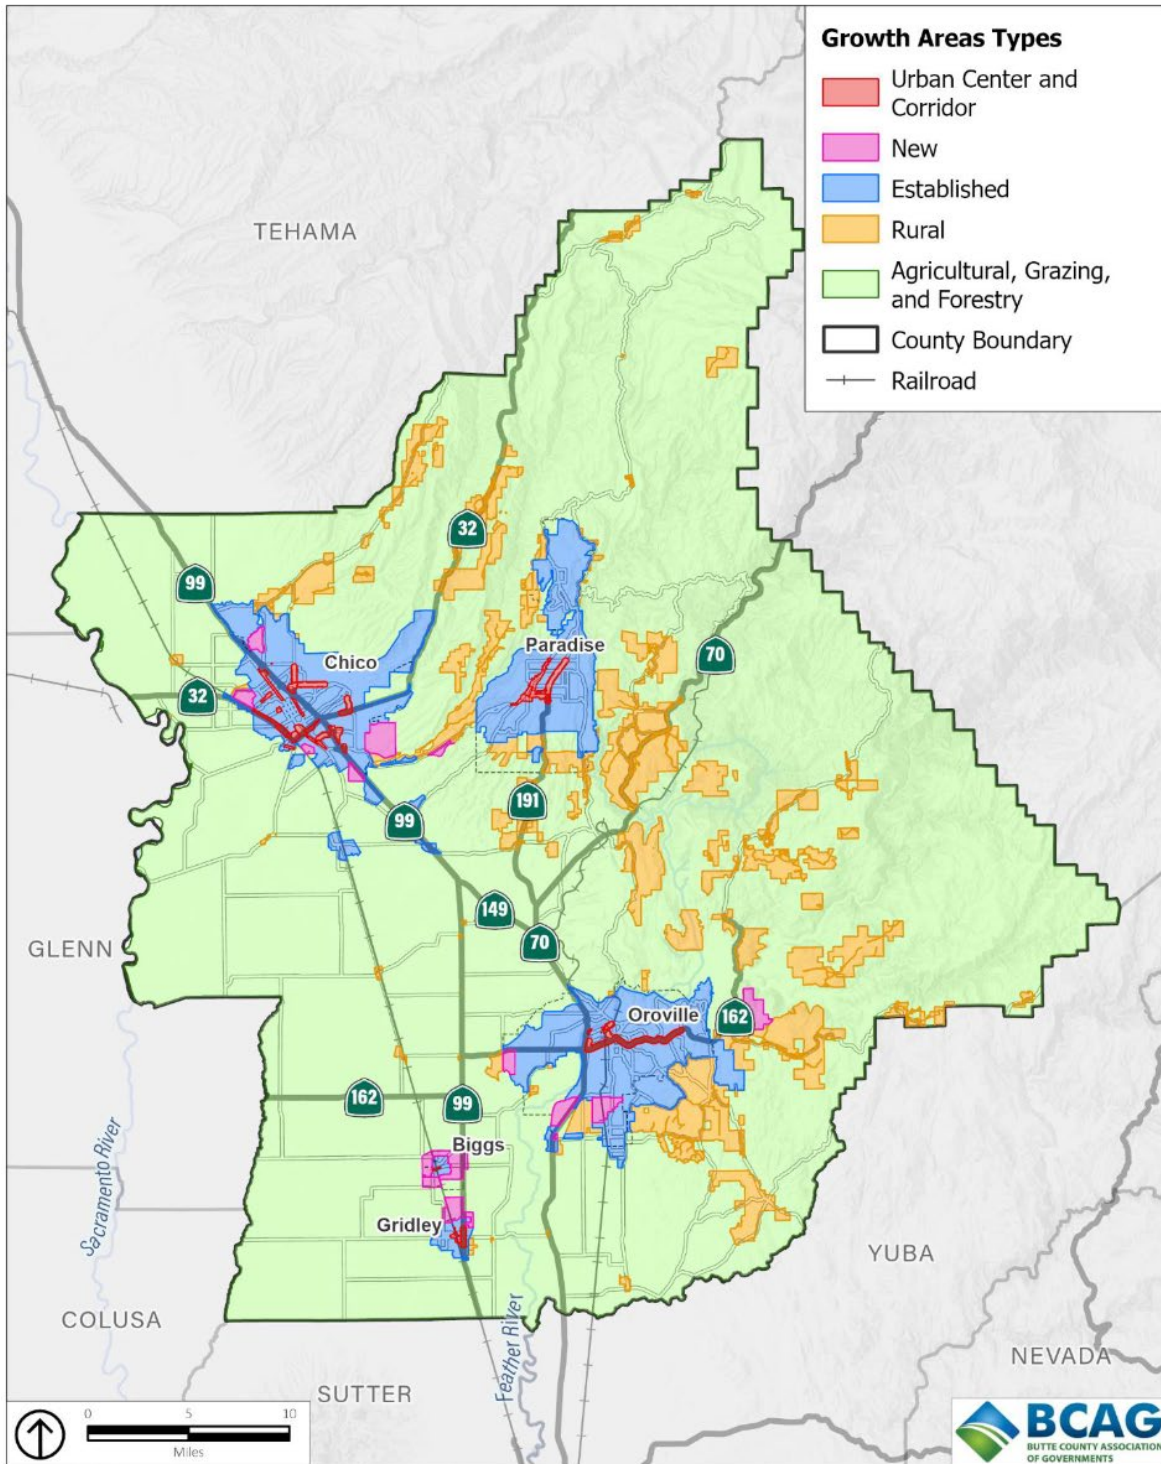 Growth Areas Types
Urban Center and
Corridor
New
Established
Rural
Agricultural, Grazing,
and Forestry
County Boundary
Railroad
TEHAMA
32
99
Paradise
Chico
70
32
191
99
149
GLENN
70
Oroville
162
162
99
Biggs
Sacramento River
Gridley
YUBA
COLUSA
Feather River
NEVADA
SUTTER
0 5 10
Miles
BCAG
BUTTE COUNTY ASSOCIATION
OF GOVERNMENTS